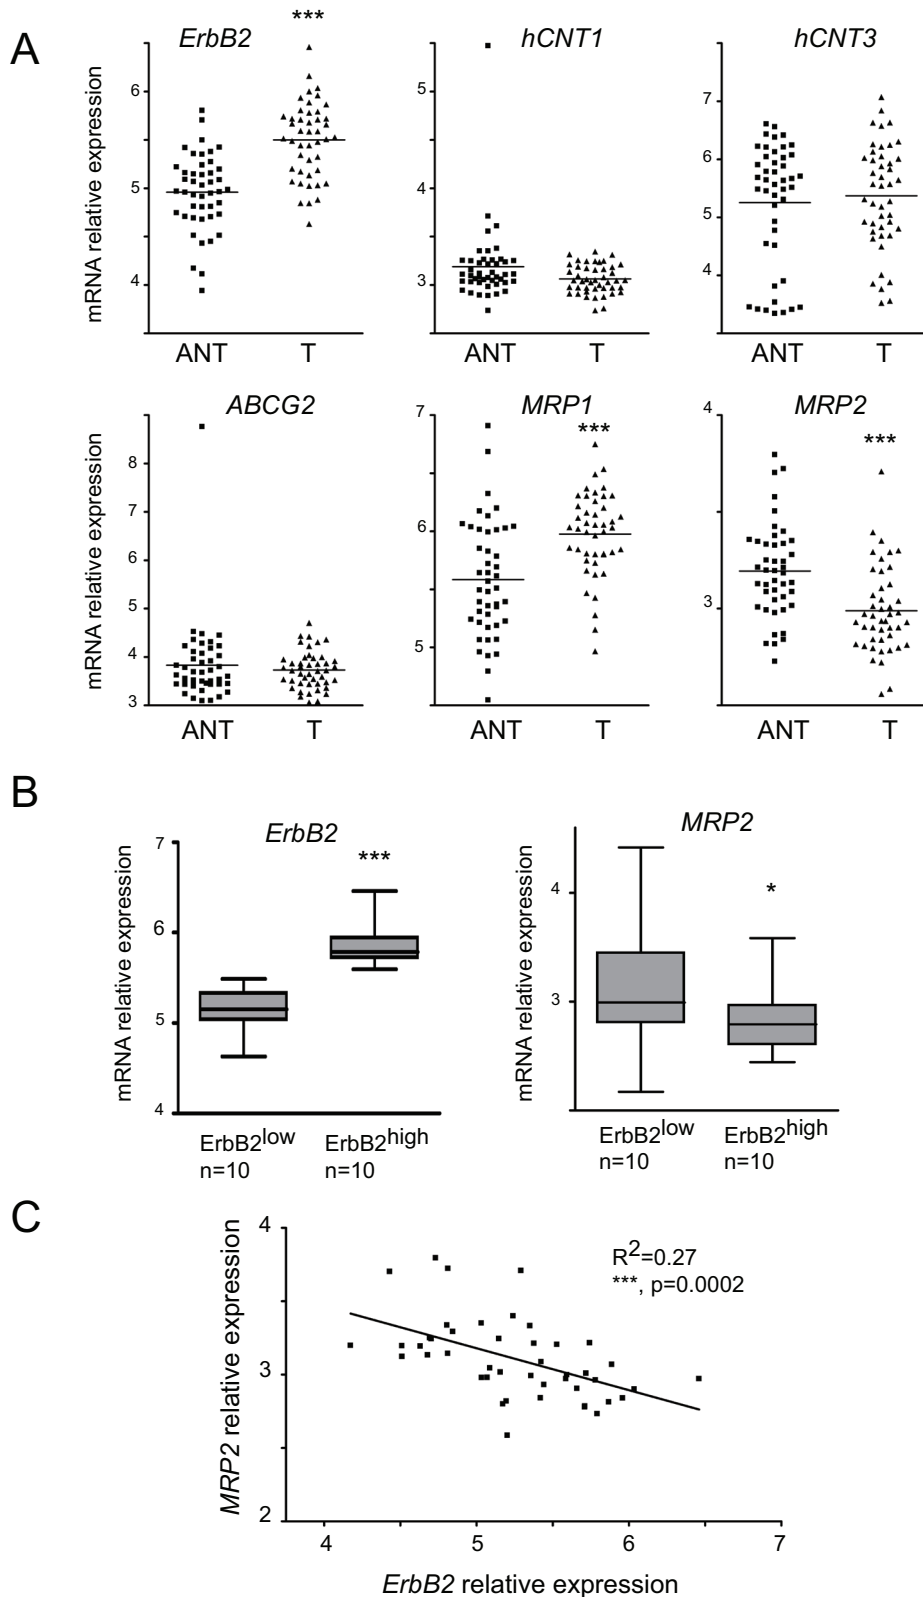 A
ErbB2
***
hCNT1
hCNT3
mRNA relative expression
6
5
4
5
4
3
7
6
5
4
ANT T
ANT T
ANT T
ABCG2
MRP1
***
MRP2
***
mRNA relative expression
8
7
6
5
4
3
7
6
5
4
3
ANT T
ANT T
ANT T
B
ErbB2
***
MRP2
*
mRNA relative expression
7
6
5
4
mRNA relative expression
4
3
ErbB2low
n=10
ErbB2high
n=10
ErbB2low
n=10
ErbB2high
n=10
C
MRP2 relative expression
4
3
2
R2=0.27
***, p=0.0002
4 5 6 7
ErbB2 relative expression